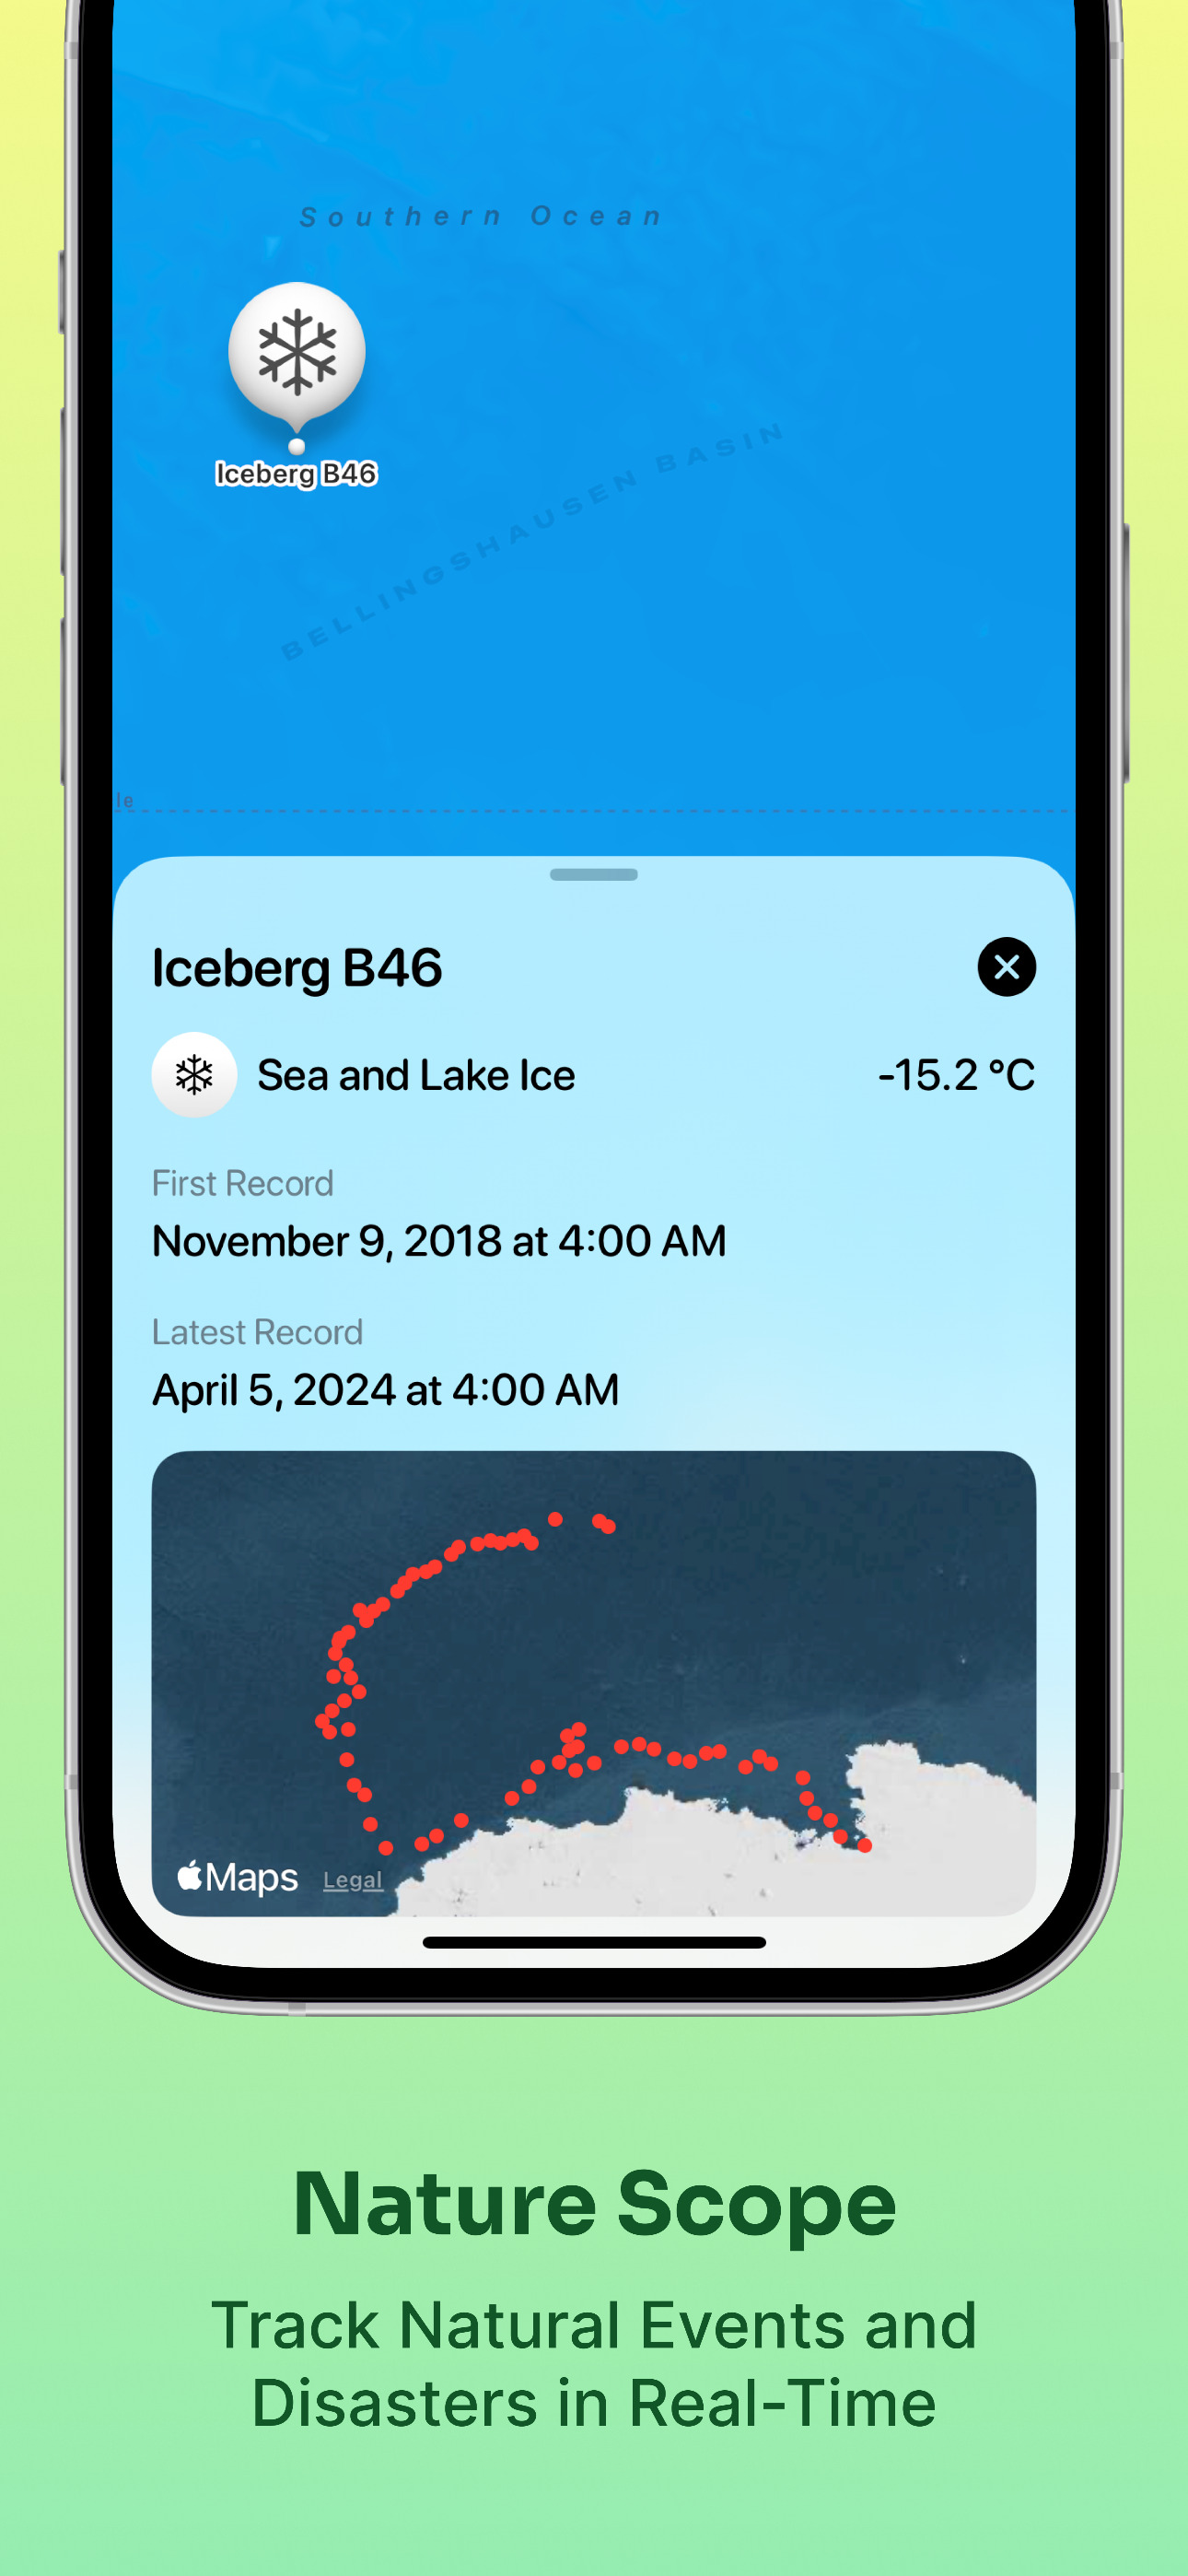 Southern Ocean
Iceberg B46
BELLINGSHAUSEN BASIN
le
Iceberg B46
Sea and Lake Ice
-15.2 °C
First Record
November 9, 2018 at 4:00 AM
Latest Record
April 5, 2024 at 4:00 AM
Maps
Legal
Nature Scope
Track Natural Events and
Disasters in Real-Time